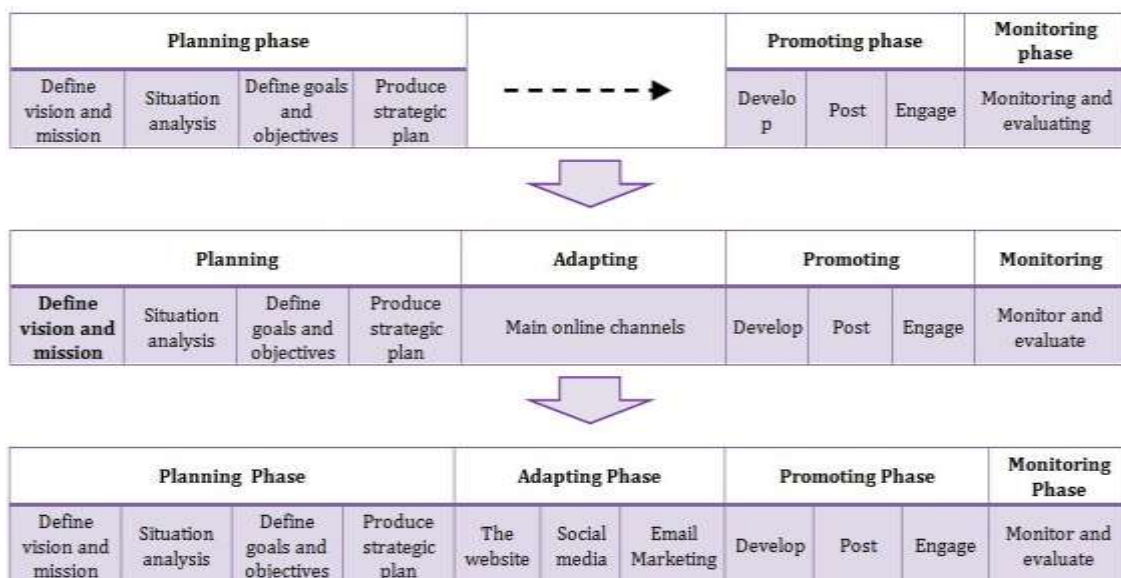 Planning phase
Promoting phase
Monitoring
phase
Define
vision and
mission
Situation
analysis
Define goals
and
objectives
Produce
strategic
plan
Develo
p
Post
Engage
Monitoring and
evaluating
Planning
Adapting
Promoting
Monitoring
Define
vision and
mission
Situation
analysis
Define
goals and
objectives
Produce
strategic
plan
Main online channels
Develop
Post
Engage
Monitor and
evaluate
Planning Phase
Adapting Phase
Promoting Phase
Monitoring
Phase
Define
vision and
mission
Situation
analysis
Define
goals and
objectives
Produce
strategic
plan
The
website
Social
media
Email
Marketing
Develop
Post
Engage
Monitor and
evaluate